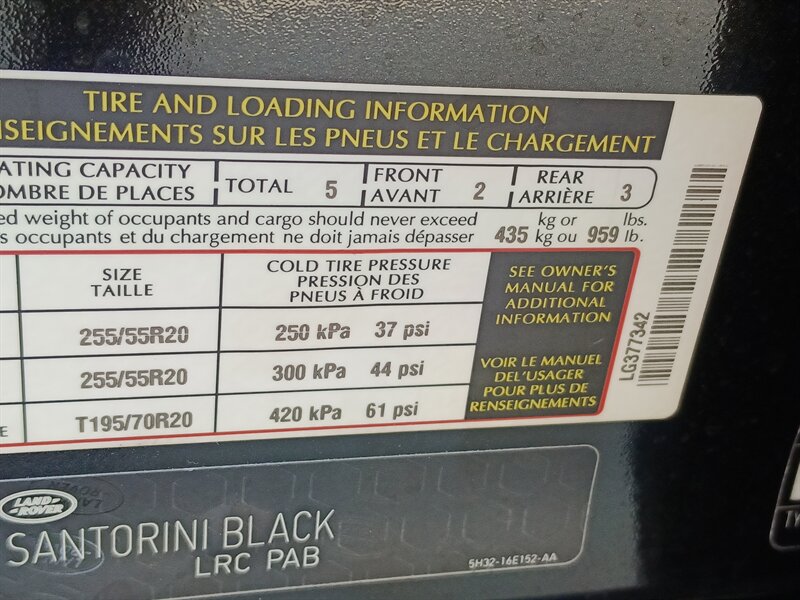 TIRE AND LOADING INFORMATION
SEIGNEMENTS SUR LES PNEUS ET LE CHARGEMENT
ATING CAPACITY
OMBRE DE PLACES
TOTAL 5
FRONT
AVANT 2
REAR
ARRIÈRE 3
ed weight of occupants and cargo should never exceed
s occupants et du chargement ne doit jamais dépasser
435 kg or
kg ou 959 lbs.
lb.
SIZE
TAILLE
COLD TIRE PRESSURE
PRESSION DES
PNEUS À FROID
255/55R20 250 kPa 37 psi
255/55R20 300 kPa 44 psi
E T195/70R20 420 kPa 61 psi
SEE OWNER'S
MANUAL FOR
ADDITIONAL
INFORMATION
VOIR LE MANUEL
DEL'USAGER
POUR PLUS DE
RENSEIGNEMENTS
LG377342
LAND-
ROVER
SANTORINI BLACK
LRC PAB
5H32-16E152-AA